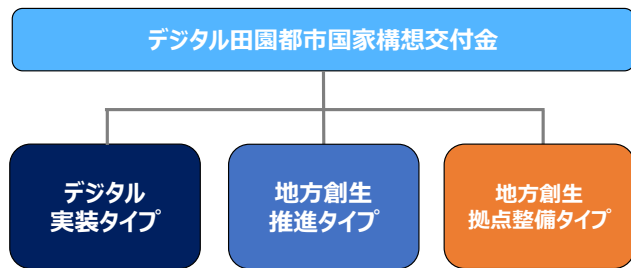 デジタル田園都市国家構想交付金
デジタル
実装タイプ
地方創生
推進タイプ
地方創生
拠点整備タイプ